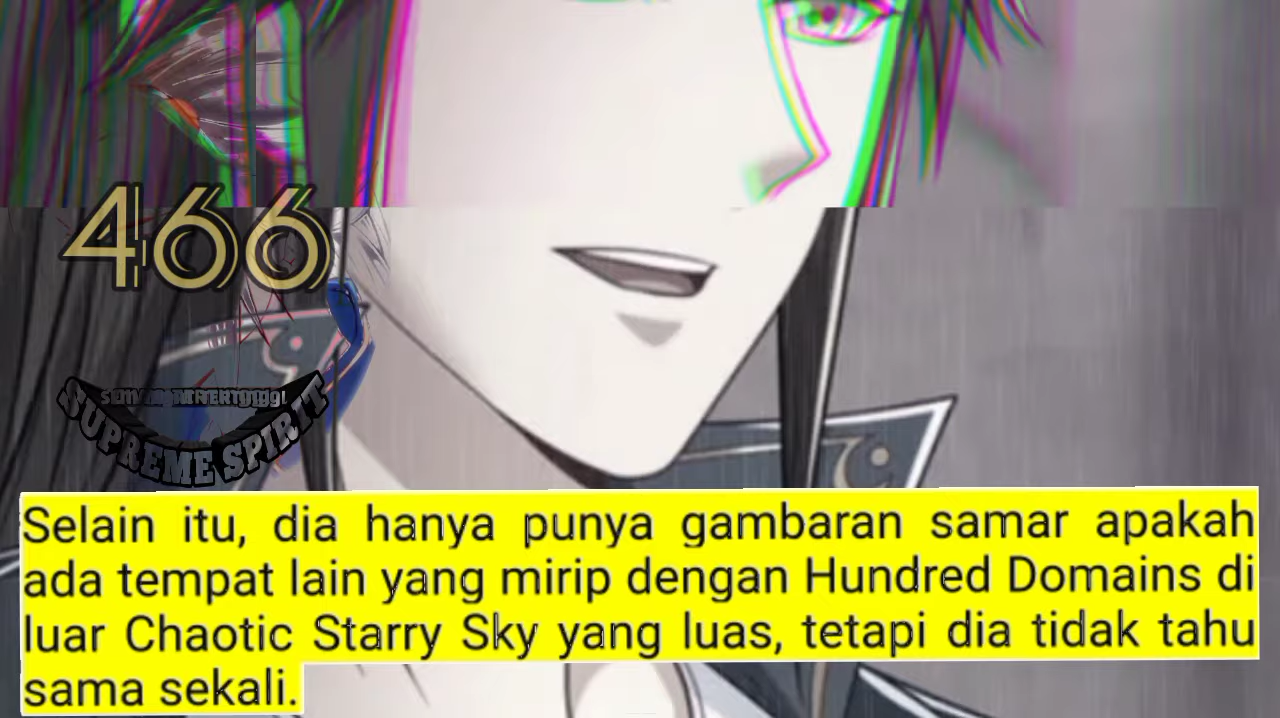 466
SUPREME SPIRIT
Selain itu, dia hanya punya gambaran samar apakah
ada tempat lain yang mirip dengan Hundred Domains di
luar Chaotic Starry Sky yang luas, tetapi dia tidak tahu
sama sekali.